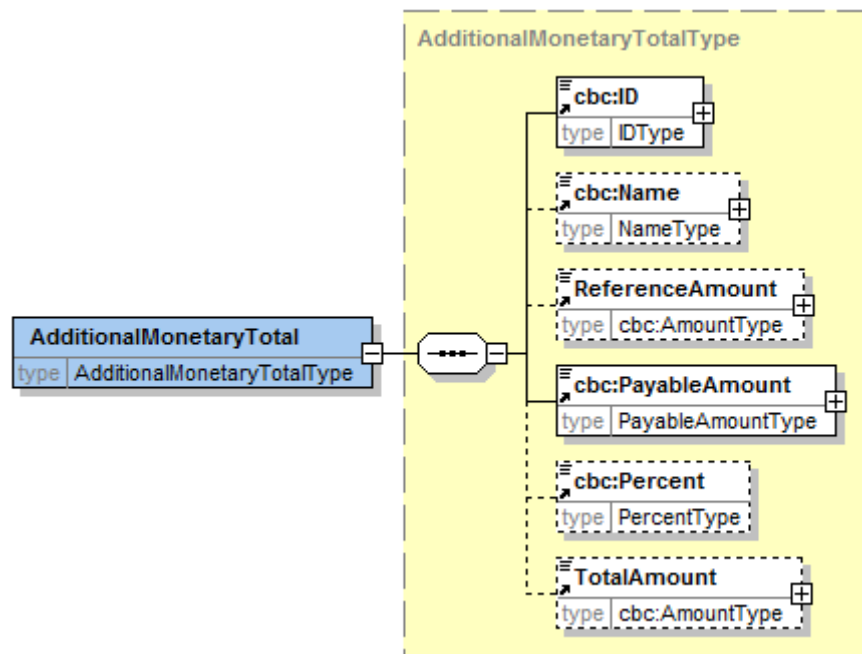 AdditionalMonetaryTotalType
cbc:ID
type IDType
cbc:Name
type NameType
ReferenceAmount
type cbc:AmountType
AdditionalMonetaryTotal
type AdditionalMonetaryTotalType
cbc:PayableAmount
type PayableAmountType
cbc:Percent
type PercentType
TotalAmount
type cbc:AmountType